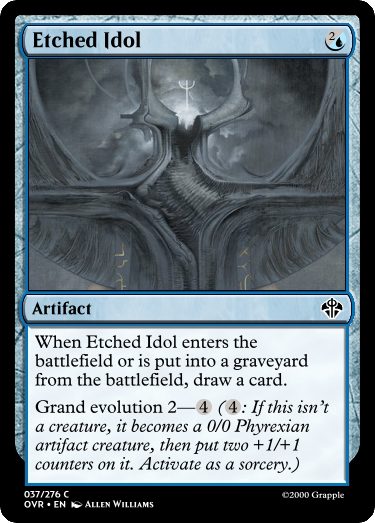 Etched Idol 2
Artifact
When Etched Idol enters the
battlefield or is put into a graveyard
from the battlefield, draw a card.
Grand evolution 2—4 (4: If this isn't
a creature, it becomes a 0/0 Phyrexian
artifact creature, then put two +1/+1
counters on it. Activate as a sorcery.)
037/276 C
OVR • EN Allen Williams
©2000 Grapple